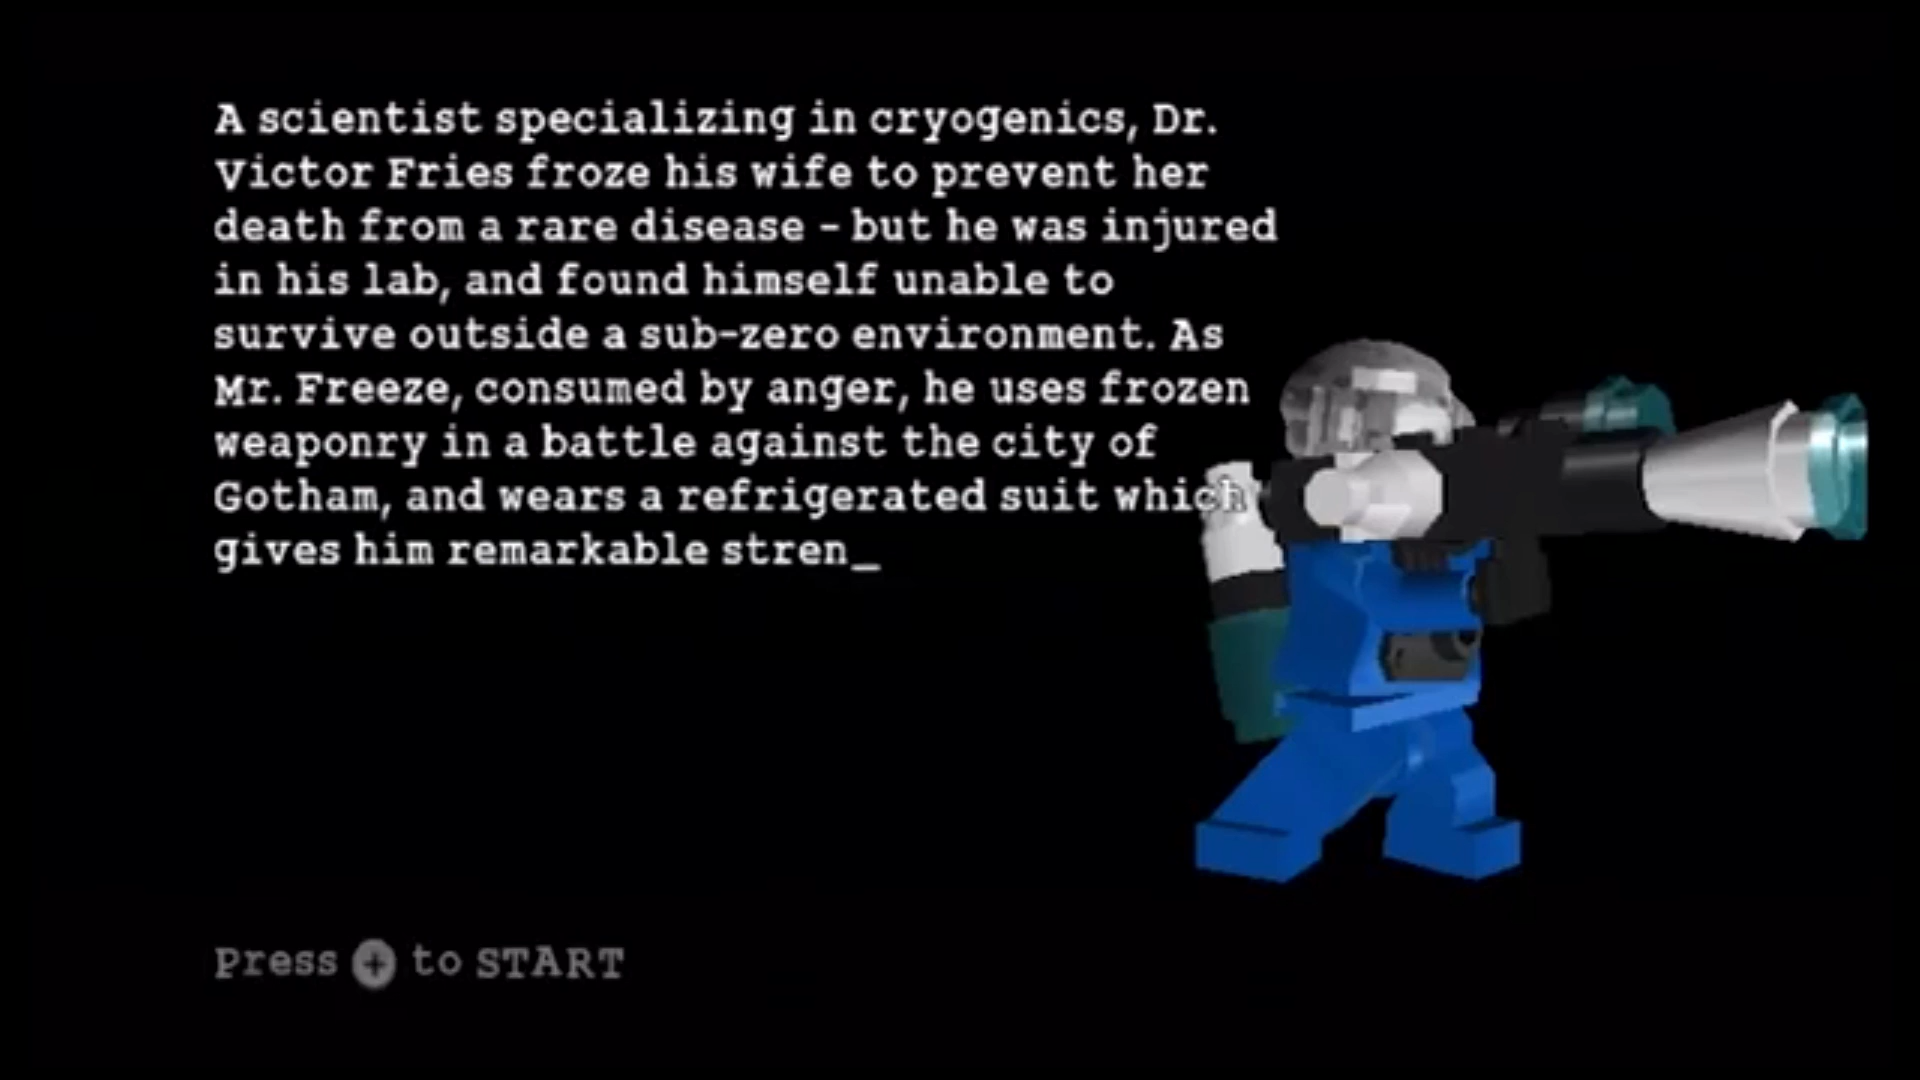 A scientist specializing in cryogenics, Dr.
Victor Fries froze his wife to prevent her
death from a rare disease - but he was injured
in his lab, and found himself unable to
survive outside a sub-zero environment. As
Mr. Freeze, consumed by anger, he uses frozen
weaponry in a battle against the city of
Gotham, and wears a refrigerated suit which
gives him remarkable stren_
Press + to START